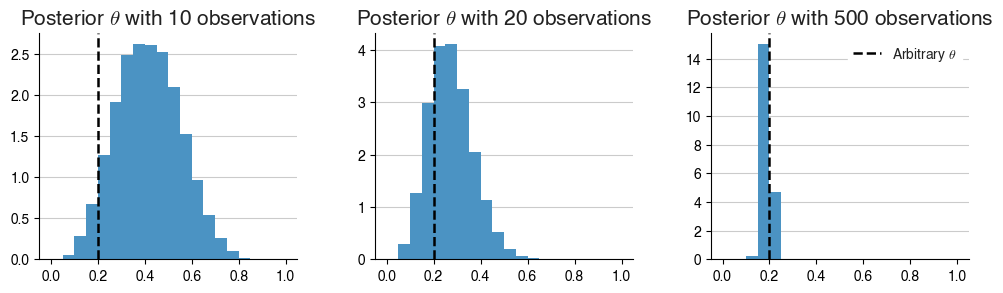 Posterior θ with 10 observations
2.5
2.0
1.5
1.0
0.5
0.0
0.0 0.2 0.4 0.6 0.8 1.0
Posterior θ with 20 observations
4
3
2
1
0
0.0 0.2 0.4 0.6 0.8 1.0
Posterior θ with 500 observations
Arbitrary θ
14
12
10
8
6
4
2
0
0.0 0.2 0.4 0.6 0.8 1.0